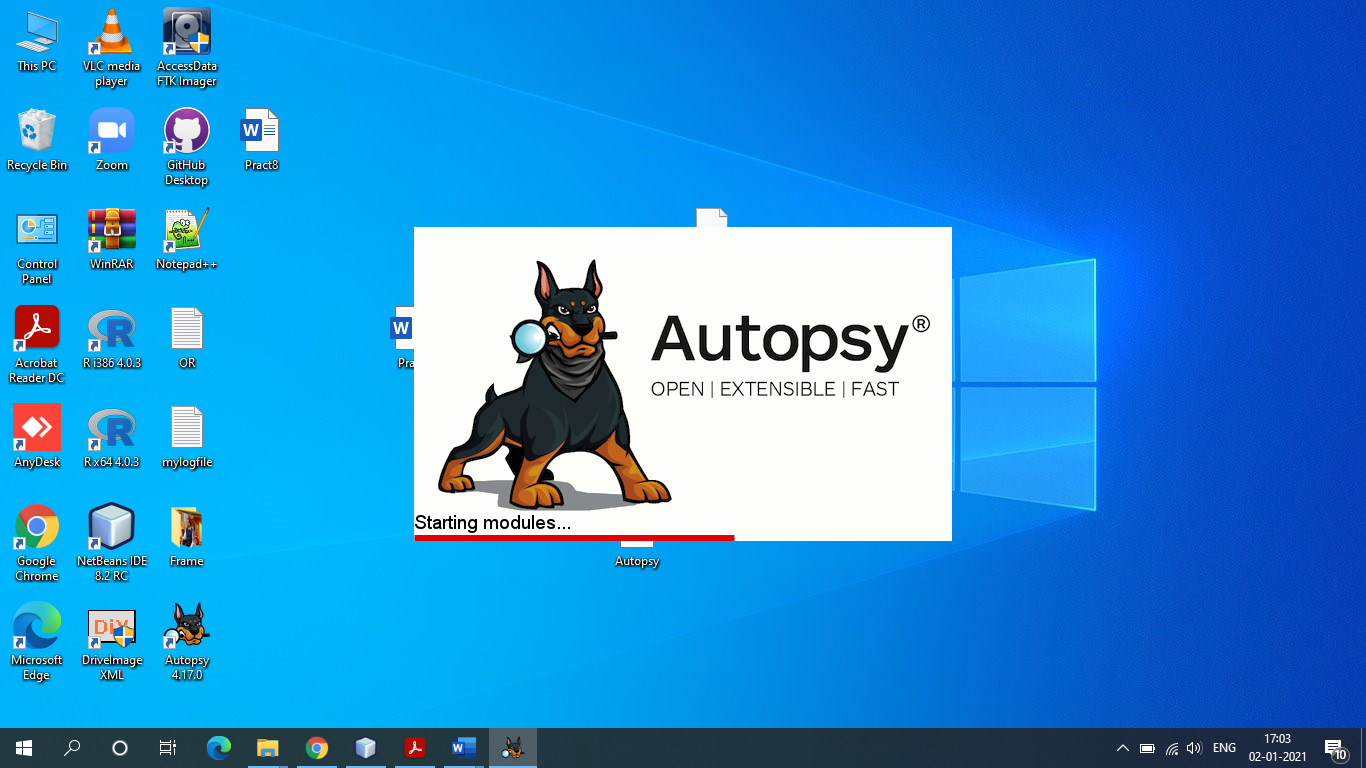 This PC
VLC media
player
AccessData
FTK Imager
Recycle Bin
Zoom
GitHub
Desktop
Pract8
Control
Panel
WinRAR
Notepad++
Acrobat
Reader DC
R i386 4.0.3
OR
Pra
AnyDesk
R x64 4.0.3
mylogfile
Google
Chrome
NetBeans IDE
8.2 RC
Frame
Microsoft
Edge
DiX
DriveImage
XML
Autopsy
4.17.0
Autopsy®
OPEN | EXTENSIBLE | FAST
Starting modules...
Autopsy
ENG
17:03
02-01-2021
10